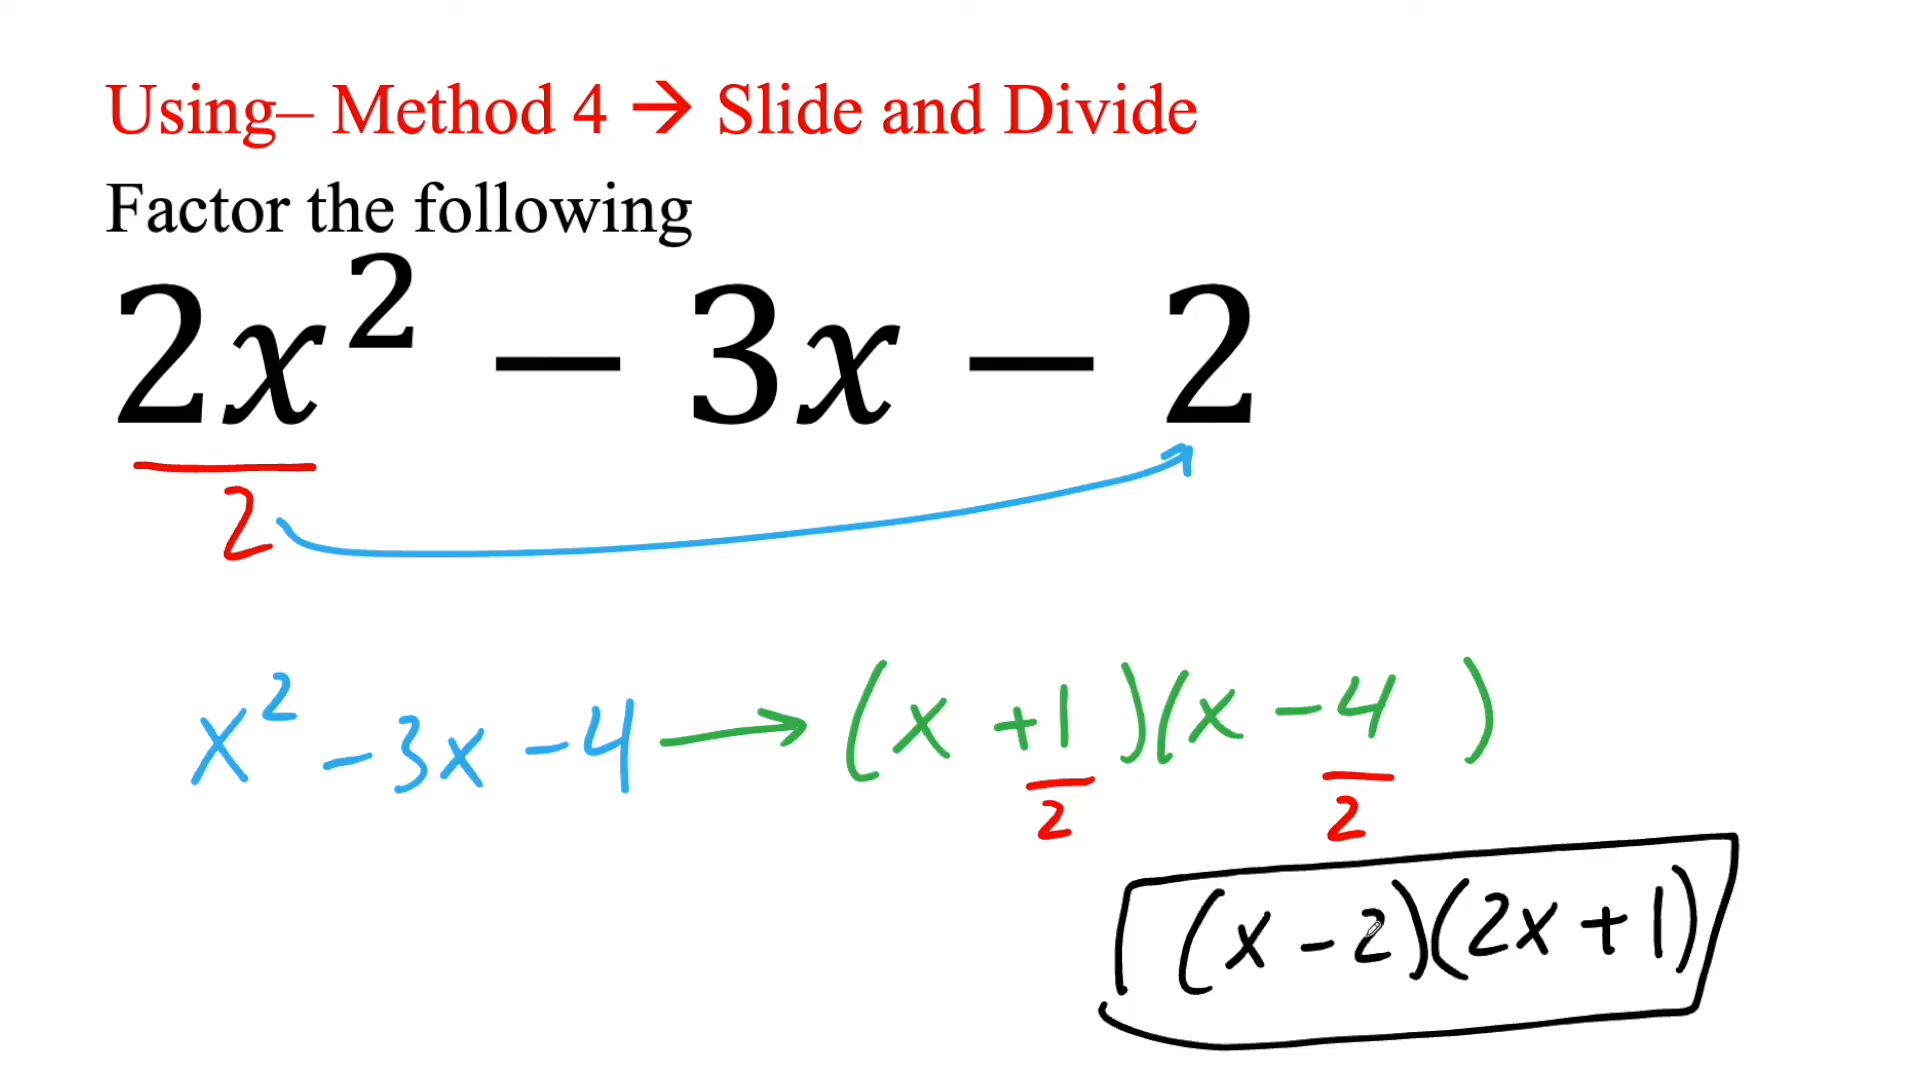 Using– Method 4 → Slide and Divide
Factor the following
2x² − 3x − 2
2
x² − 3x − 4 → (x + 1)(x − 4)
2 2
(x − 2)(2x + 1)